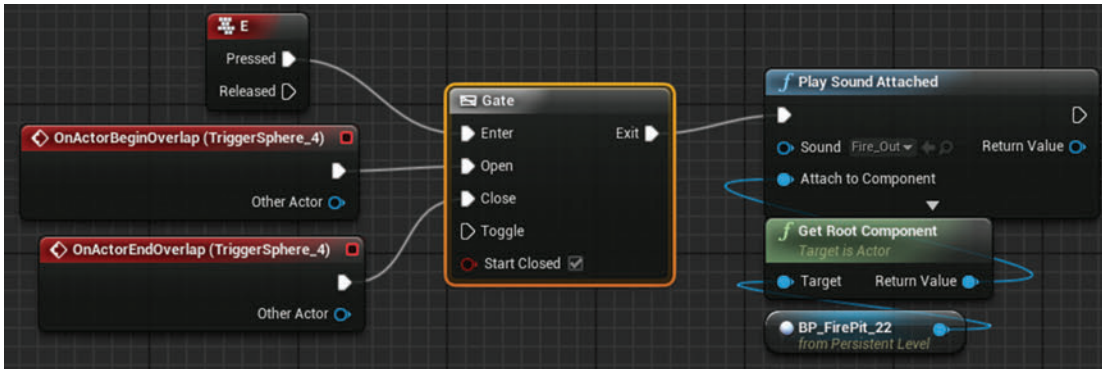 E
Pressed
Released
OnActorBeginOverlap (TriggerSphere_4)
Other Actor
OnActorEndOverlap (TriggerSphere_4)
Other Actor
Gate
Enter Exit
Open
Close
Toggle
Start Closed
f Play Sound Attached
Sound Fire_Out Return Value
Attach to Component
f Get Root Component
Target is Actor
Target Return Value
BP_FirePit_22
from Persistent Level